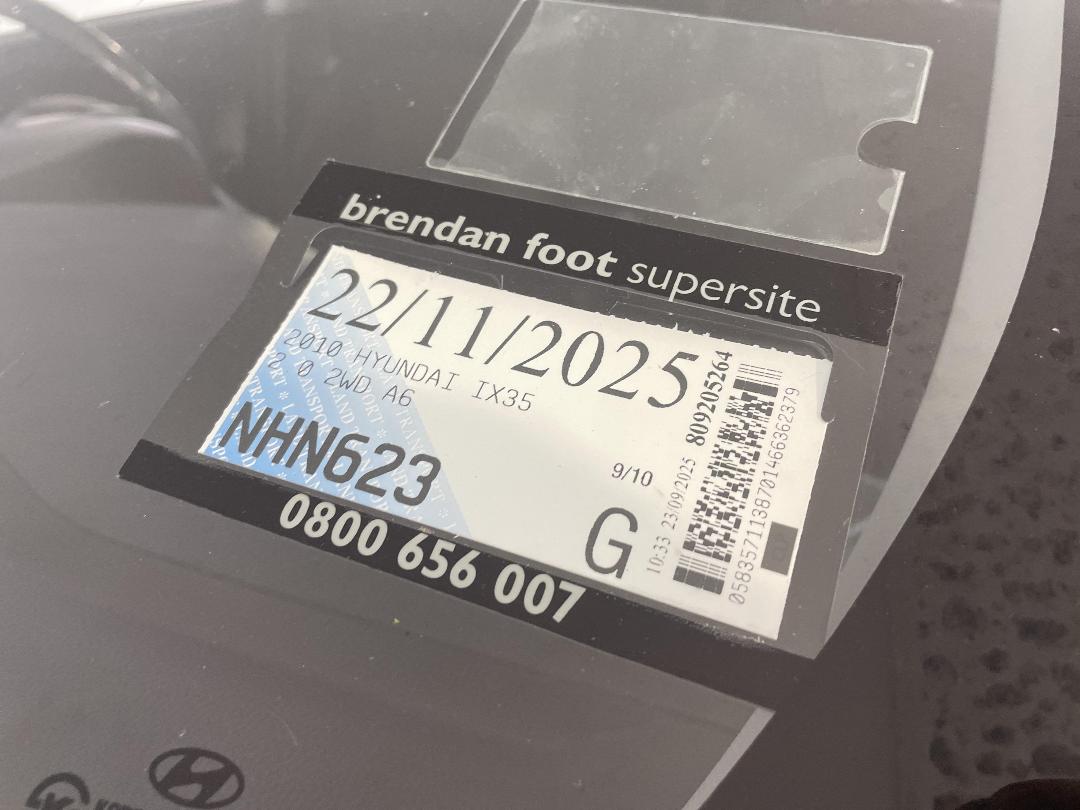 brendan foot supersite
22/11/2025
2010 HYUNDAI IX35
2 0 2WD A6
NHN623
9/10
G
10:33 23/09/2025 809205264
0583571138701466362379
0800 656 007